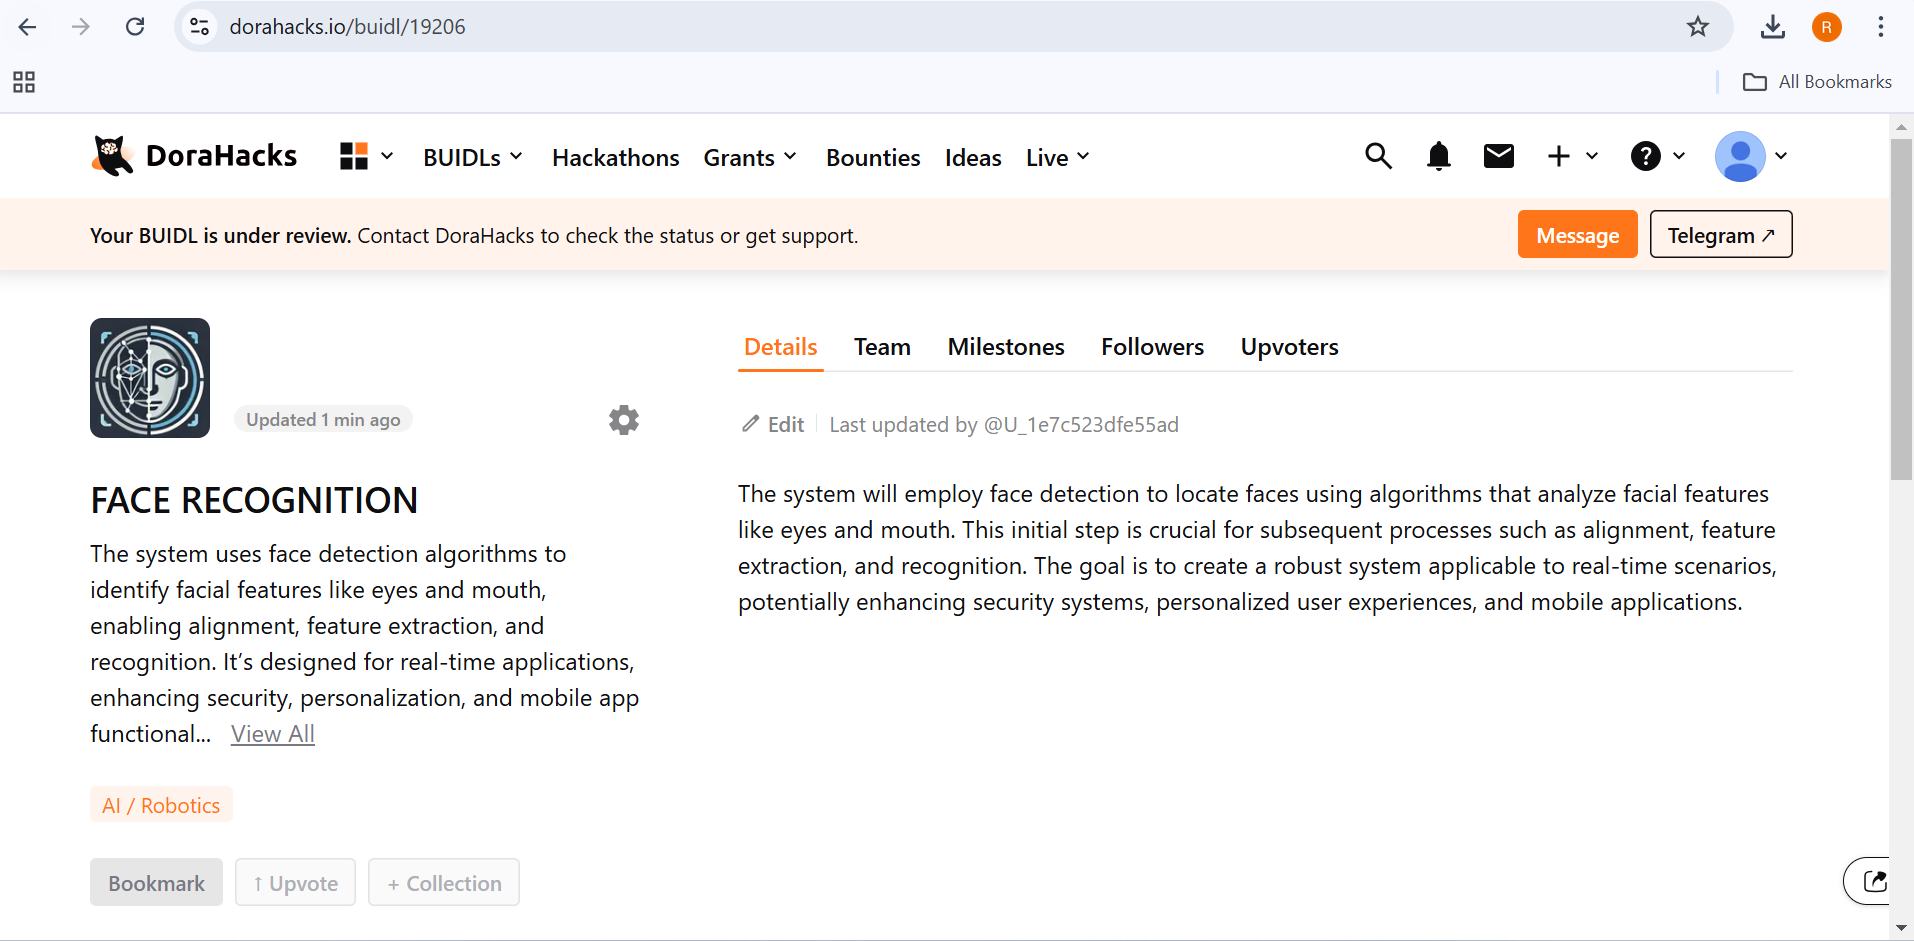 dorahacks.io/buidl/19206
R
All Bookmarks
DoraHacks
BUIDLs
Hackathons
Grants
Bounties
Ideas
Live
Your BUIDL is under review. Contact DoraHacks to check the status or get support.
Message
Telegram ↗
Updated 1 min ago
FACE RECOGNITION
The system uses face detection algorithms to
identify facial features like eyes and mouth,
enabling alignment, feature extraction, and
recognition. It’s designed for real-time applications,
enhancing security, personalization, and mobile app
functional... View All
AI / Robotics
Bookmark
↑ Upvote
+ Collection
Details
Team
Milestones
Followers
Upvoters
Edit
Last updated by @U_1e7c523dfe55ad
The system will employ face detection to locate faces using algorithms that analyze facial features
like eyes and mouth. This initial step is crucial for subsequent processes such as alignment, feature
extraction, and recognition. The goal is to create a robust system applicable to real-time scenarios,
potentially enhancing security systems, personalized user experiences, and mobile applications.